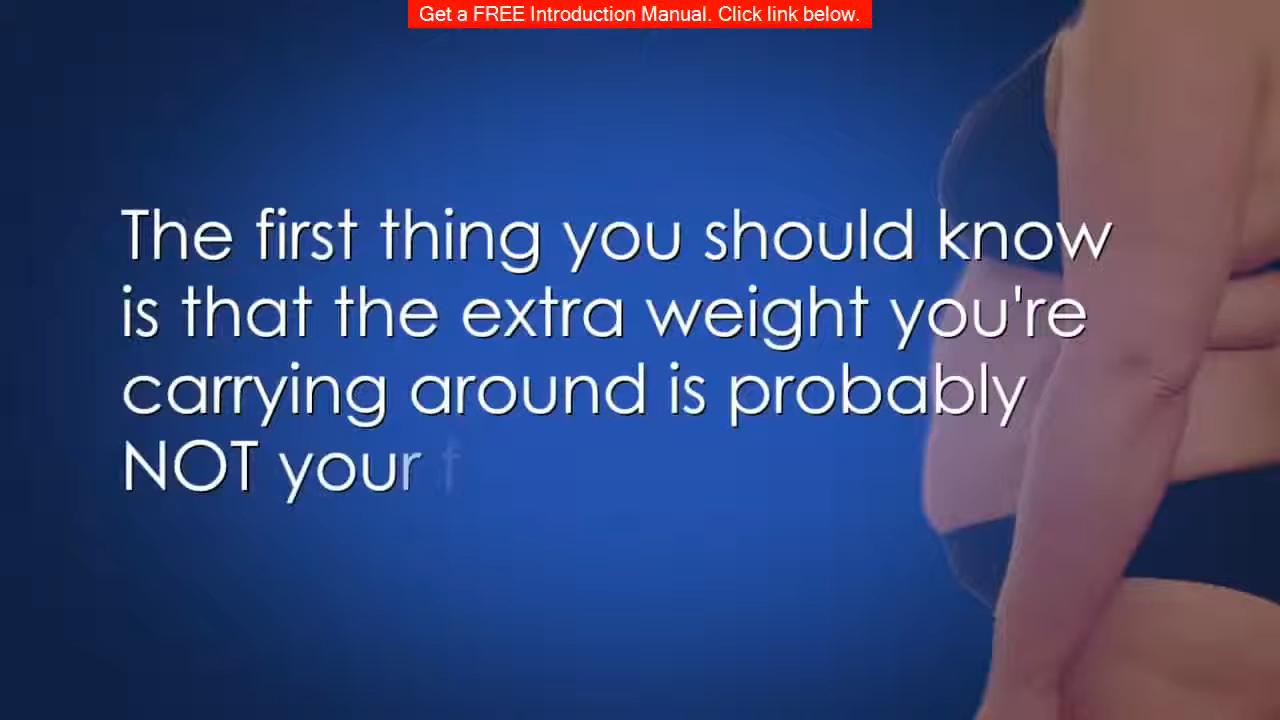 Get a FREE Introduction Manual. Click link below.
The first thing you should know
is that the extra weight you're
carrying around is probably
NOT your f